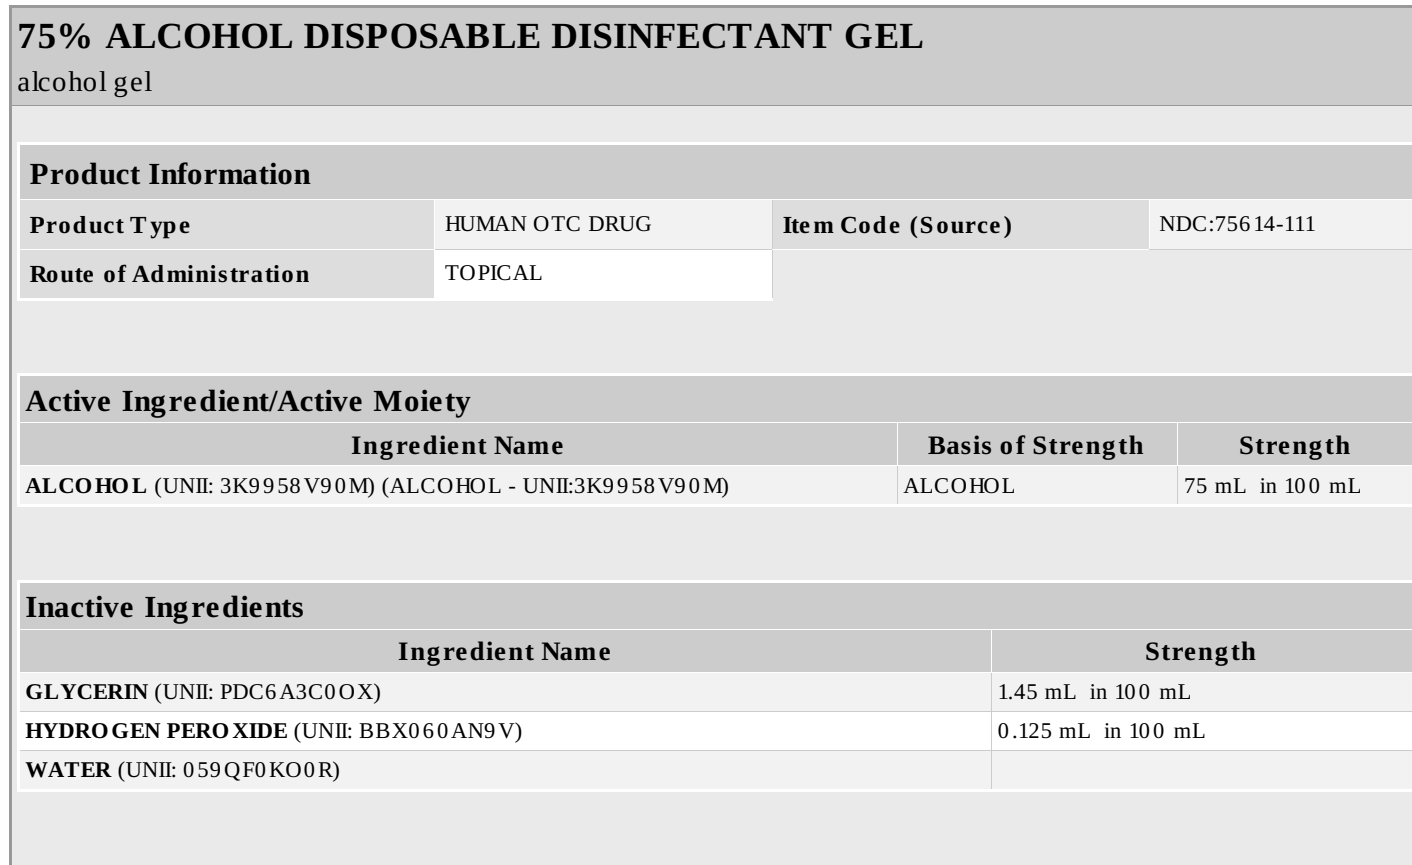 75% ALCOHOL DISPOSABLE DISINFECTANT GEL
alcohol gel
Product Information
Product Type HUMAN OTC DRUG Item Code (Source) NDC:75614-111
Route of Administration TOPICAL
Active Ingredient/Active Moiety
Ingredient Name Basis of Strength Strength
ALCOHOL (UNII: 3K9958V90M) (ALCOHOL - UNII:3K9958V90M) ALCOHOL 75 mL in 100 mL
Inactive Ingredients
Ingredient Name Strength
GLYCERIN (UNII: PDC6A3C0OX) 1.45 mL in 100 mL
HYDROGEN PEROXIDE (UNII: BBX060AN9V) 0.125 mL in 100 mL
WATER (UNII: 059QF0KO0R)